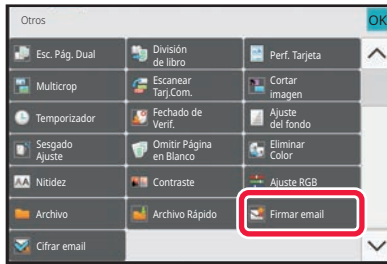 Otros
OK
Esc. Pág. Dual
División
de libro
Perf. Tarjeta
Multicrop
Escanear
Tarj.Com.
Cortar
imagen
Temporizador
Fechado de
Verif.
Ajuste
del fondo
Sesgado
Ajuste
Omitir Página
en Blanco
Eliminar
Color
AA Nitidez
Contraste
Ajuste RGB
Archivo
Archivo Rápido
Firmar email
Cifrar email